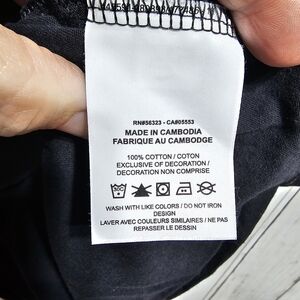 RN#56323 - CA#05553
MADE IN CAMBODIA
FABRIQUE AU CAMBODGE
100% COTTON / COTON
EXCLUSIVE OF DECORATION /
DECORATION NON COMPRISE
WASH WITH LIKE COLORS / DO NOT IRON
DESIGN
LAVER AVEC COULEURS SIMILAIRES / NE PAS
REPASSER LE DESSIN